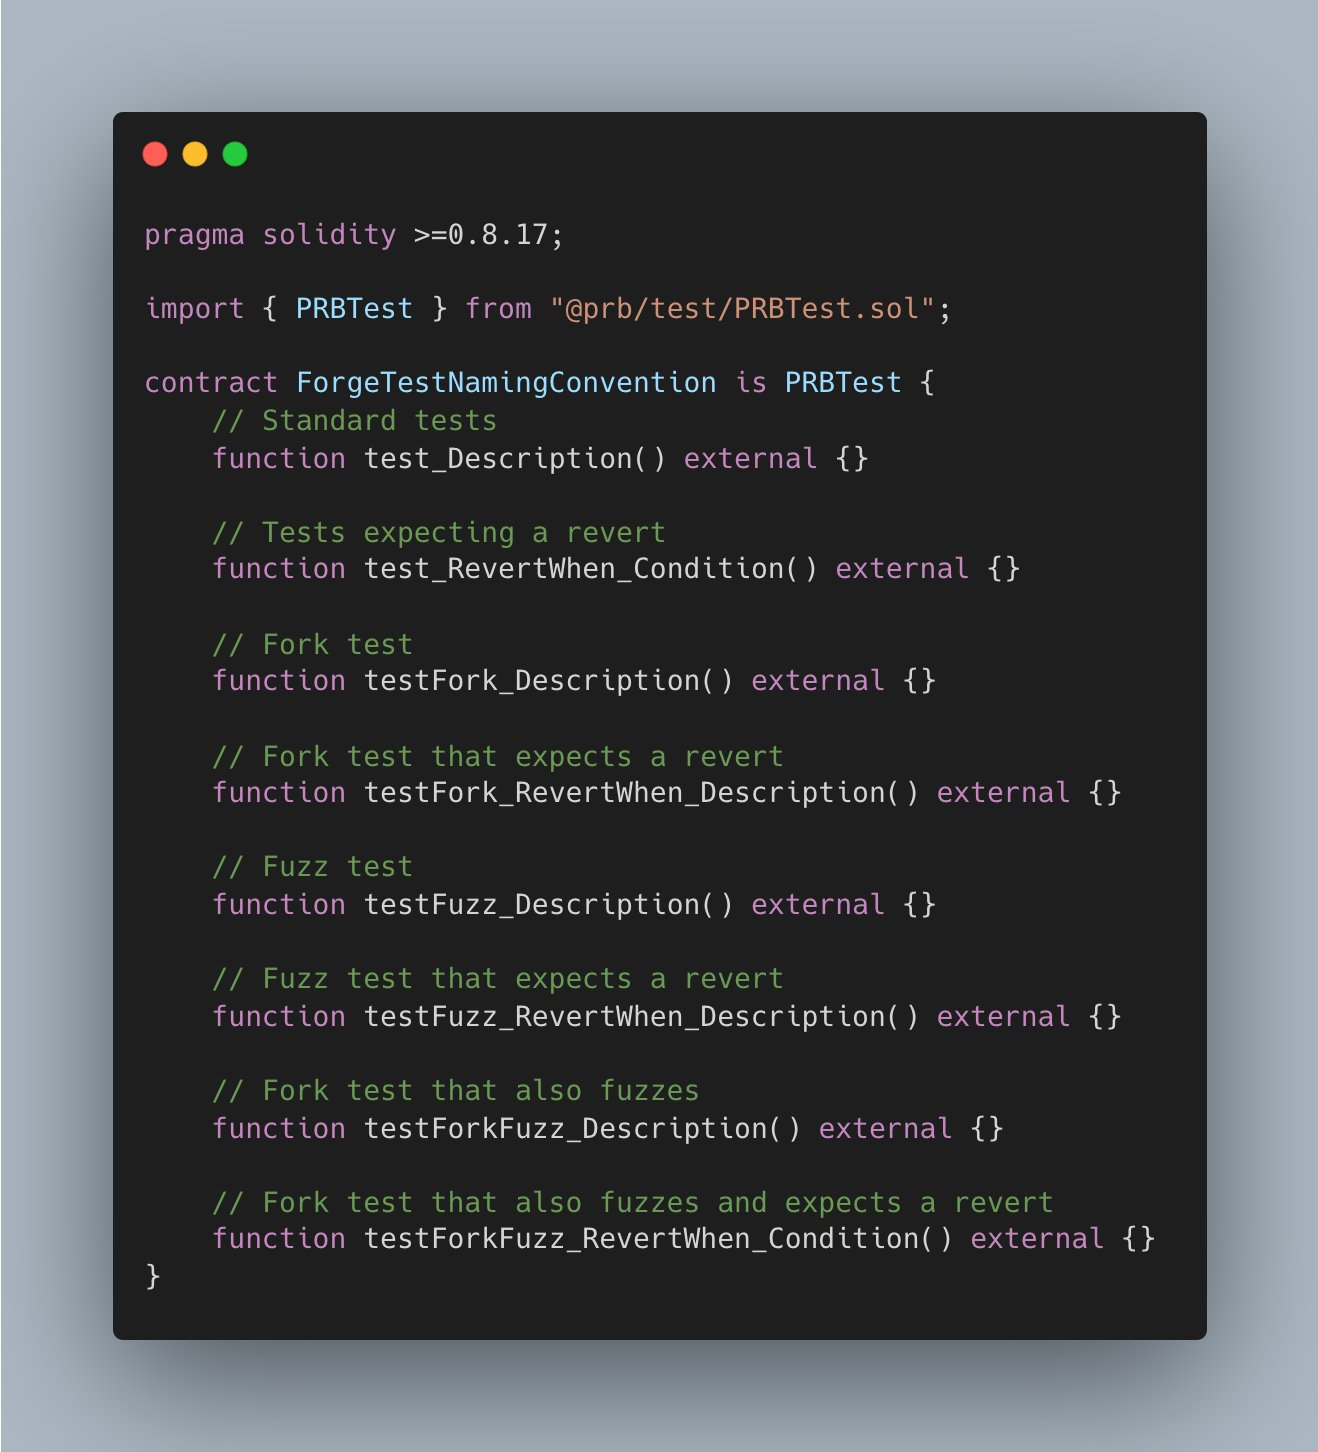 pragma solidity >=0.8.17;
import { PRBTest } from "@prb/test/PRBTest.sol";
contract ForgeTestNamingConvention is PRBTest {
// Standard tests
function test_Description() external {}
// Tests expecting a revert
function test_RevertWhen_Condition() external {}
// Fork test
function testFork_Description() external {}
// Fork test that expects a revert
function testFork_RevertWhen_Description() external {}
// Fuzz test
function testFuzz_Description() external {}
// Fuzz test that expects a revert
function testFuzz_RevertWhen_Description() external {}
// Fork test that also fuzzes
function testForkFuzz_Description() external {}
// Fork test that also fuzzes and expects a revert
function testForkFuzz_RevertWhen_Condition() external {}
}